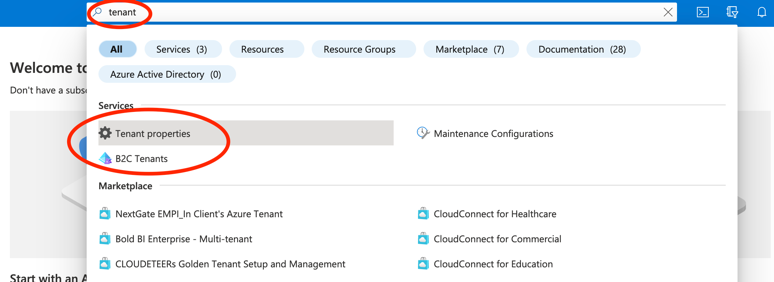 tenant
All Services (3) Resources Resource Groups Marketplace (7) Documentation (28)
Azure Active Directory (0)
Welcome to
Don't have a subs
Services
Tenant properties Maintenance Configurations
B2C Tenants
Marketplace
NextGate EMPI_In Client's Azure Tenant CloudConnect for Healthcare
Bold BI Enterprise - Multi-tenant CloudConnect for Commercial
CLOUDETEERs Golden Tenant Setup and Management CloudConnect for Education
Start with an A